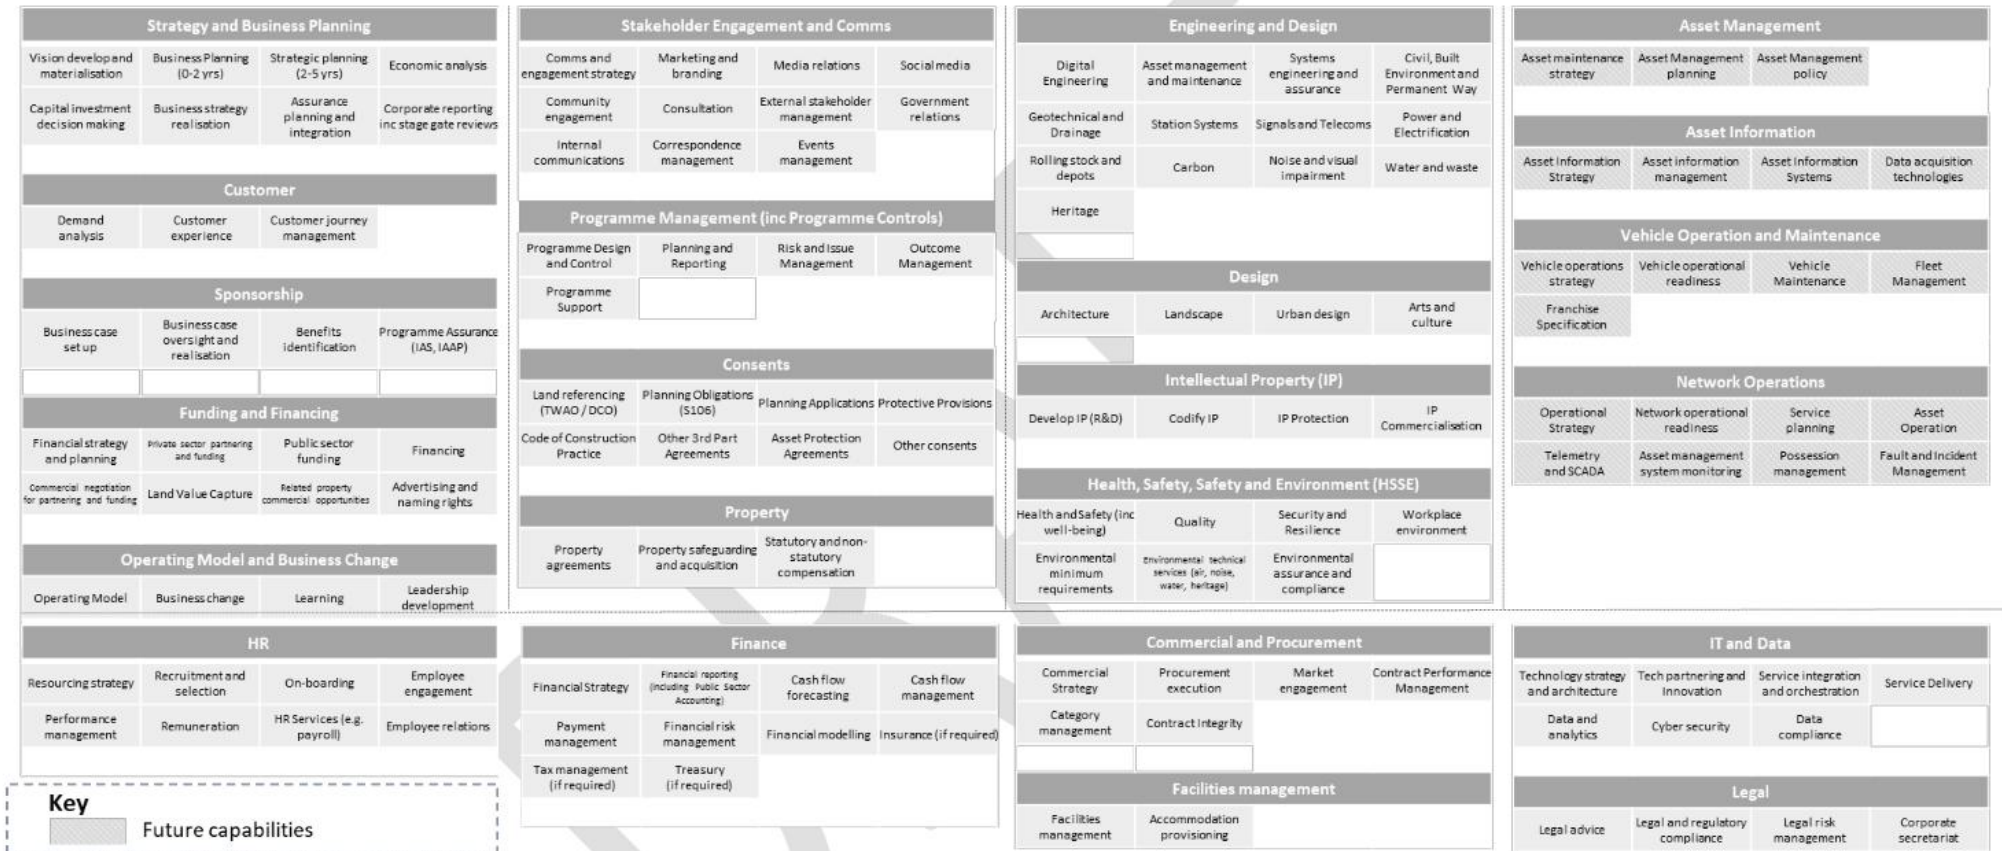 Strategy and Business Planning
Vision develop and
materialisation
Business Planning
(0-2 yrs)
Strategic planning
(2-5 yrs)
Economic analysis
Capital investment
decision making
Business strategy
realisation
Assurance
planning and
integration
Corporate reporting
inc stage gate reviews
Customer
Demand
analysis
Customer
experience
Customer journey
management
Sponsorship
Business case
set up
Business case
oversight and
realisation
Benefits
identification
Programme Assurance
(IAS, IAAP)
Funding and Financing
Financial strategy
and planning
Private sector partnering
and funding
Public sector
funding
Financing
Commercial negotiation
for partnering and funding
Land Value Capture
Related property
commercial opportunities
Advertising and
naming rights
Operating Model and Business Change
Operating Model
Business change
Learning
Leadership
development
Stakeholder Engagement and Comms
Comms and
engagement strategy
Marketing and
branding
Media relations
Social media
Community
engagement
Consultation
External stakeholder
management
Government
relations
Internal
communications
Correspondence
management
Events
management
Programme Management (inc Programme Controls)
Programme Design
and Control
Planning and
Reporting
Risk and Issue
Management
Outcome
Management
Programme
Support
Consents
Land referencing
(TWAO / DCO)
Planning Obligations
(S106)
Planning Applications
Protective Provisions
Code of Construction
Practice
Other 3rd Part
Agreements
Asset Protection
Agreements
Other consents
Property
Property
agreements
Property safeguarding
and acquisition
Statutory and non-
statutory
compensation
Engineering and Design
Digital
Engineering
Asset management
and maintenance
Systems
engineering and
assurance
Civil, Built
Environment and
Permanent Way
Geotechnical and
Drainage
Station Systems
Signals and Telecoms
Power and
Electrification
Rolling stock and
depots
Carbon
Noise and visual
impairment
Water and waste
Heritage
Design
Architecture
Landscape
Urban design
Arts and
culture
Intellectual Property (IP)
Develop IP (R&D)
Codify IP
IP Protection
IP
Commercialisation
Health, Safety, Safety and Environment (HSSE)
Health and Safety (inc
well-being)
Quality
Security and
Resilience
Workplace
environment
Environmental
minimum
requirements
Environmental technical
services (air, noise,
water, heritage)
Environmental
assurance and
compliance
Asset Management
Asset maintenance
strategy
Asset Management
planning
Asset Management
policy
Asset Information
Asset Information
Strategy
Asset information
management
Asset Information
Systems
Data acquisition
technologies
Vehicle Operation and Maintenance
Vehicle operations
strategy
Vehicle operational
readiness
Vehicle
Maintenance
Fleet
Management
Franchise
Specification
Network Operations
Operational
Strategy
Network operational
readiness
Service
planning
Asset
Operation
Telemetry
and SCADA
Asset management
system monitoring
Possession
management
Fault and Incident
Management
HR
Resourcing strategy
Recruitment and
selection
On-boarding
Employee
engagement
Performance
management
Remuneration
HR Services (e.g.
payroll)
Employee relations
Finance
Financial Strategy
Financial reporting
(including Public Sector
Accounting)
Cash flow
forecasting
Cash flow
management
Payment
management
Financial risk
management
Financial modelling
Insurance (if required)
Tax management
(if required)
Treasury
(if required)
Commercial and Procurement
Commercial
Strategy
Procurement
execution
Market
engagement
Contract Performance
Management
Category
management
Contract Integrity
Facilities management
Facilities
management
Accommodation
provisioning
IT and Data
Technology strategy
and architecture
Tech partnering and
Innovation
Service integration
and orchestration
Service Delivery
Data and
analytics
Cyber security
Data
compliance
Legal
Legal advice
Legal and regulatory
compliance
Legal risk
management
Corporate
secretariat
Key
Future capabilities